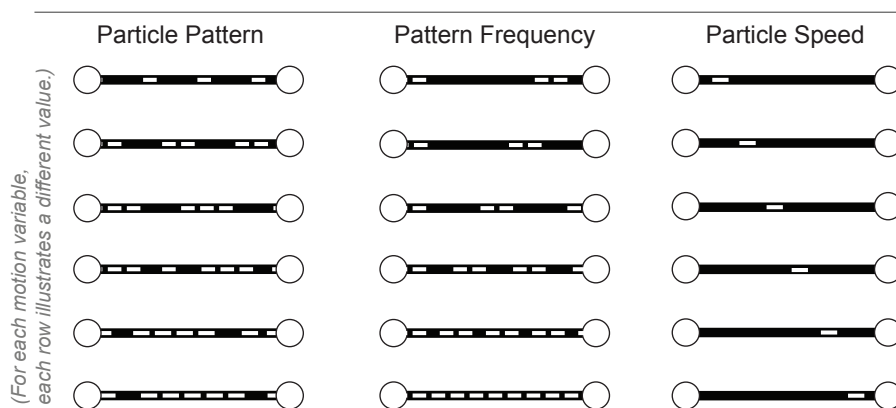 Particle Pattern
Pattern Frequency
Particle Speed
(For each motion variable,
each row illustrates a different value.)